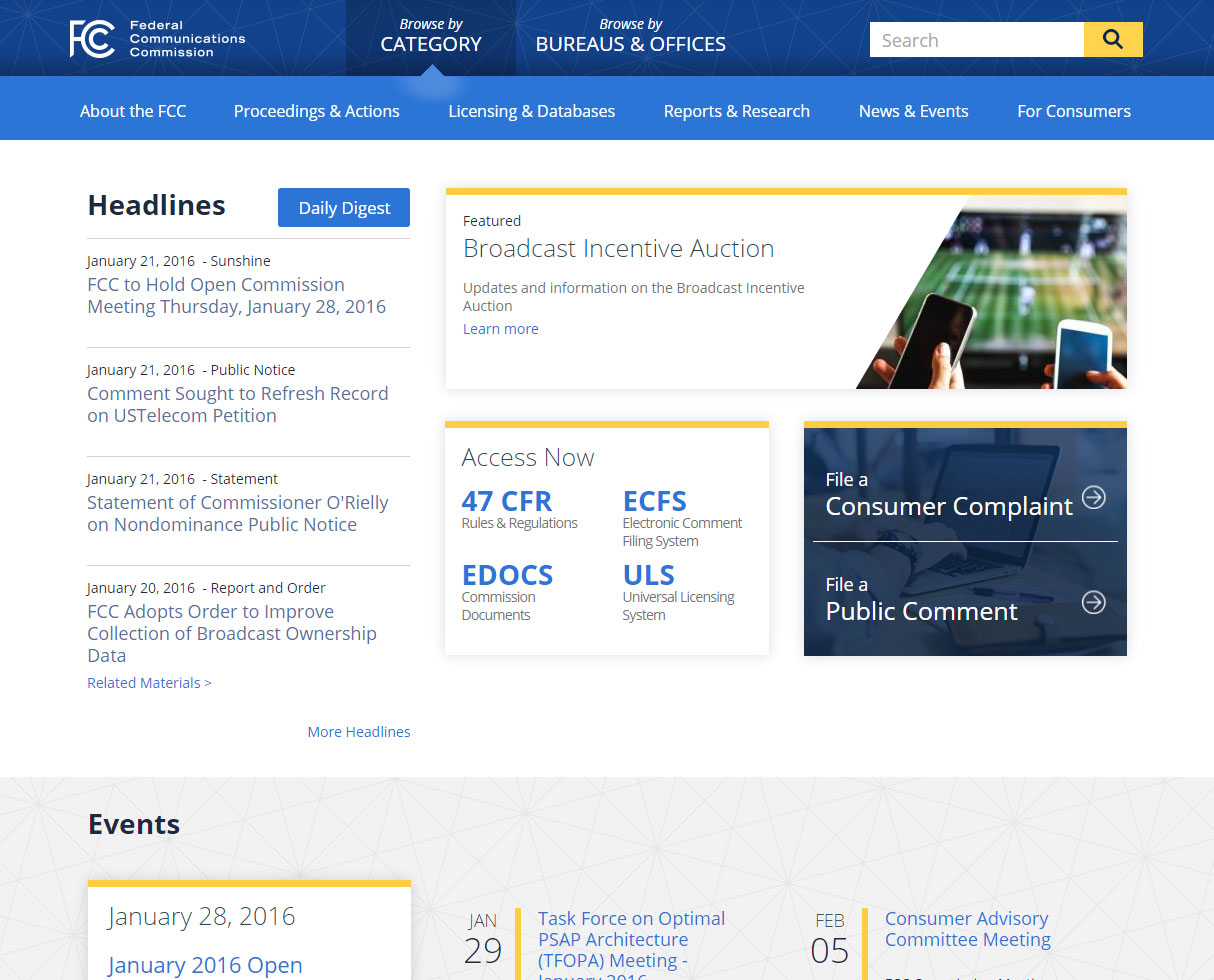 FCC
Federal
Communications
Commission
Browse by
CATEGORY
Browse by
BUREAUS & OFFICES
Search
About the FCC
Proceedings & Actions
Licensing & Databases
Reports & Research
News & Events
For Consumers
Headlines
Daily Digest
January 21, 2016 - Sunshine
FCC to Hold Open Commission
Meeting Thursday, January 28, 2016
January 21, 2016 - Public Notice
Comment Sought to Refresh Record
on USTelecom Petition
January 21, 2016 - Statement
Statement of Commissioner O'Rielly
on Nondominance Public Notice
January 20, 2016 - Report and Order
FCC Adopts Order to Improve
Collection of Broadcast Ownership
Data
Related Materials >
More Headlines
Featured
Broadcast Incentive Auction
Updates and information on the Broadcast Incentive
Auction
Learn more
Access Now
47 CFR
Rules & Regulations
ECFS
Electronic Comment
Filing System
EDOCS
Commission
Documents
ULS
Universal Licensing
System
File a
Consumer Complaint
File a
Public Comment
Events
January 28, 2016
January 2016 Open
JAN
29
Task Force on Optimal
PSAP Architecture
(TFOPA) Meeting -
January 2016
FEB
05
Consumer Advisory
Committee Meeting